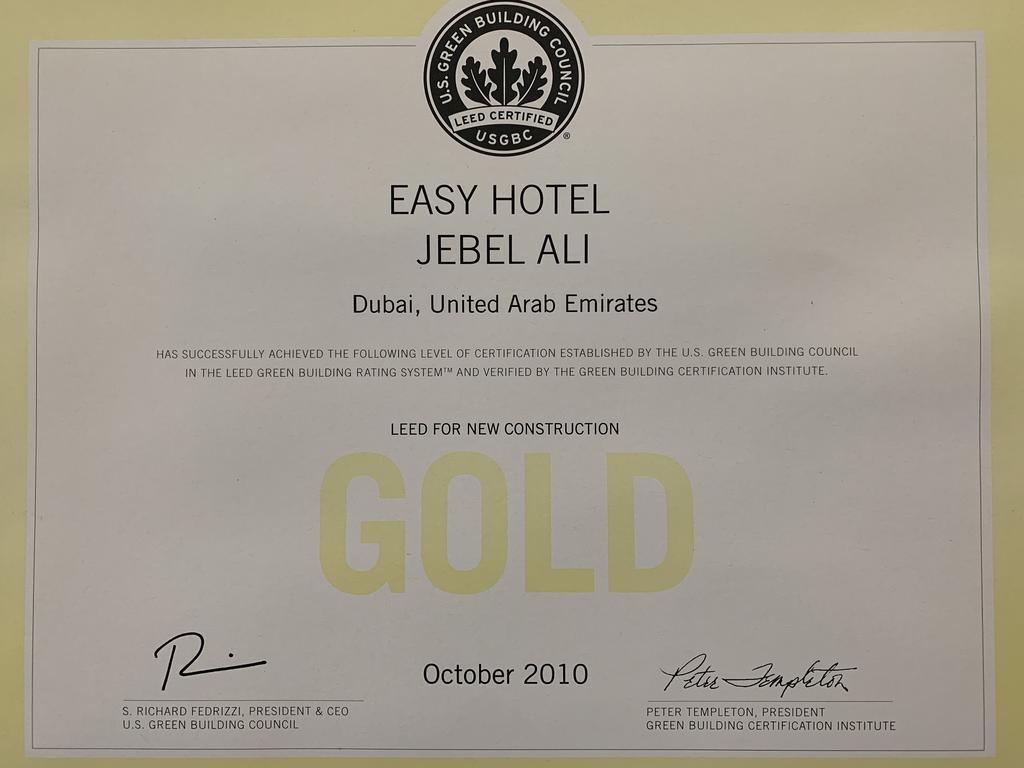 U.S. GREEN BUILDING COUNCIL
LEED CERTIFIED
USGBC
®
EASY HOTEL
JEBEL ALI
Dubai, United Arab Emirates
HAS SUCCESSFULLY ACHIEVED THE FOLLOWING LEVEL OF CERTIFICATION ESTABLISHED BY THE U.S. GREEN BUILDING COUNCIL
IN THE LEED GREEN BUILDING RATING SYSTEM™ AND VERIFIED BY THE GREEN BUILDING CERTIFICATION INSTITUTE.
LEED FOR NEW CONSTRUCTION
GOLD
October 2010
Peter Templeton
S. RICHARD FEDRIZZI, PRESIDENT & CEO
U.S. GREEN BUILDING COUNCIL
PETER TEMPLETON, PRESIDENT
GREEN BUILDING CERTIFICATION INSTITUTE